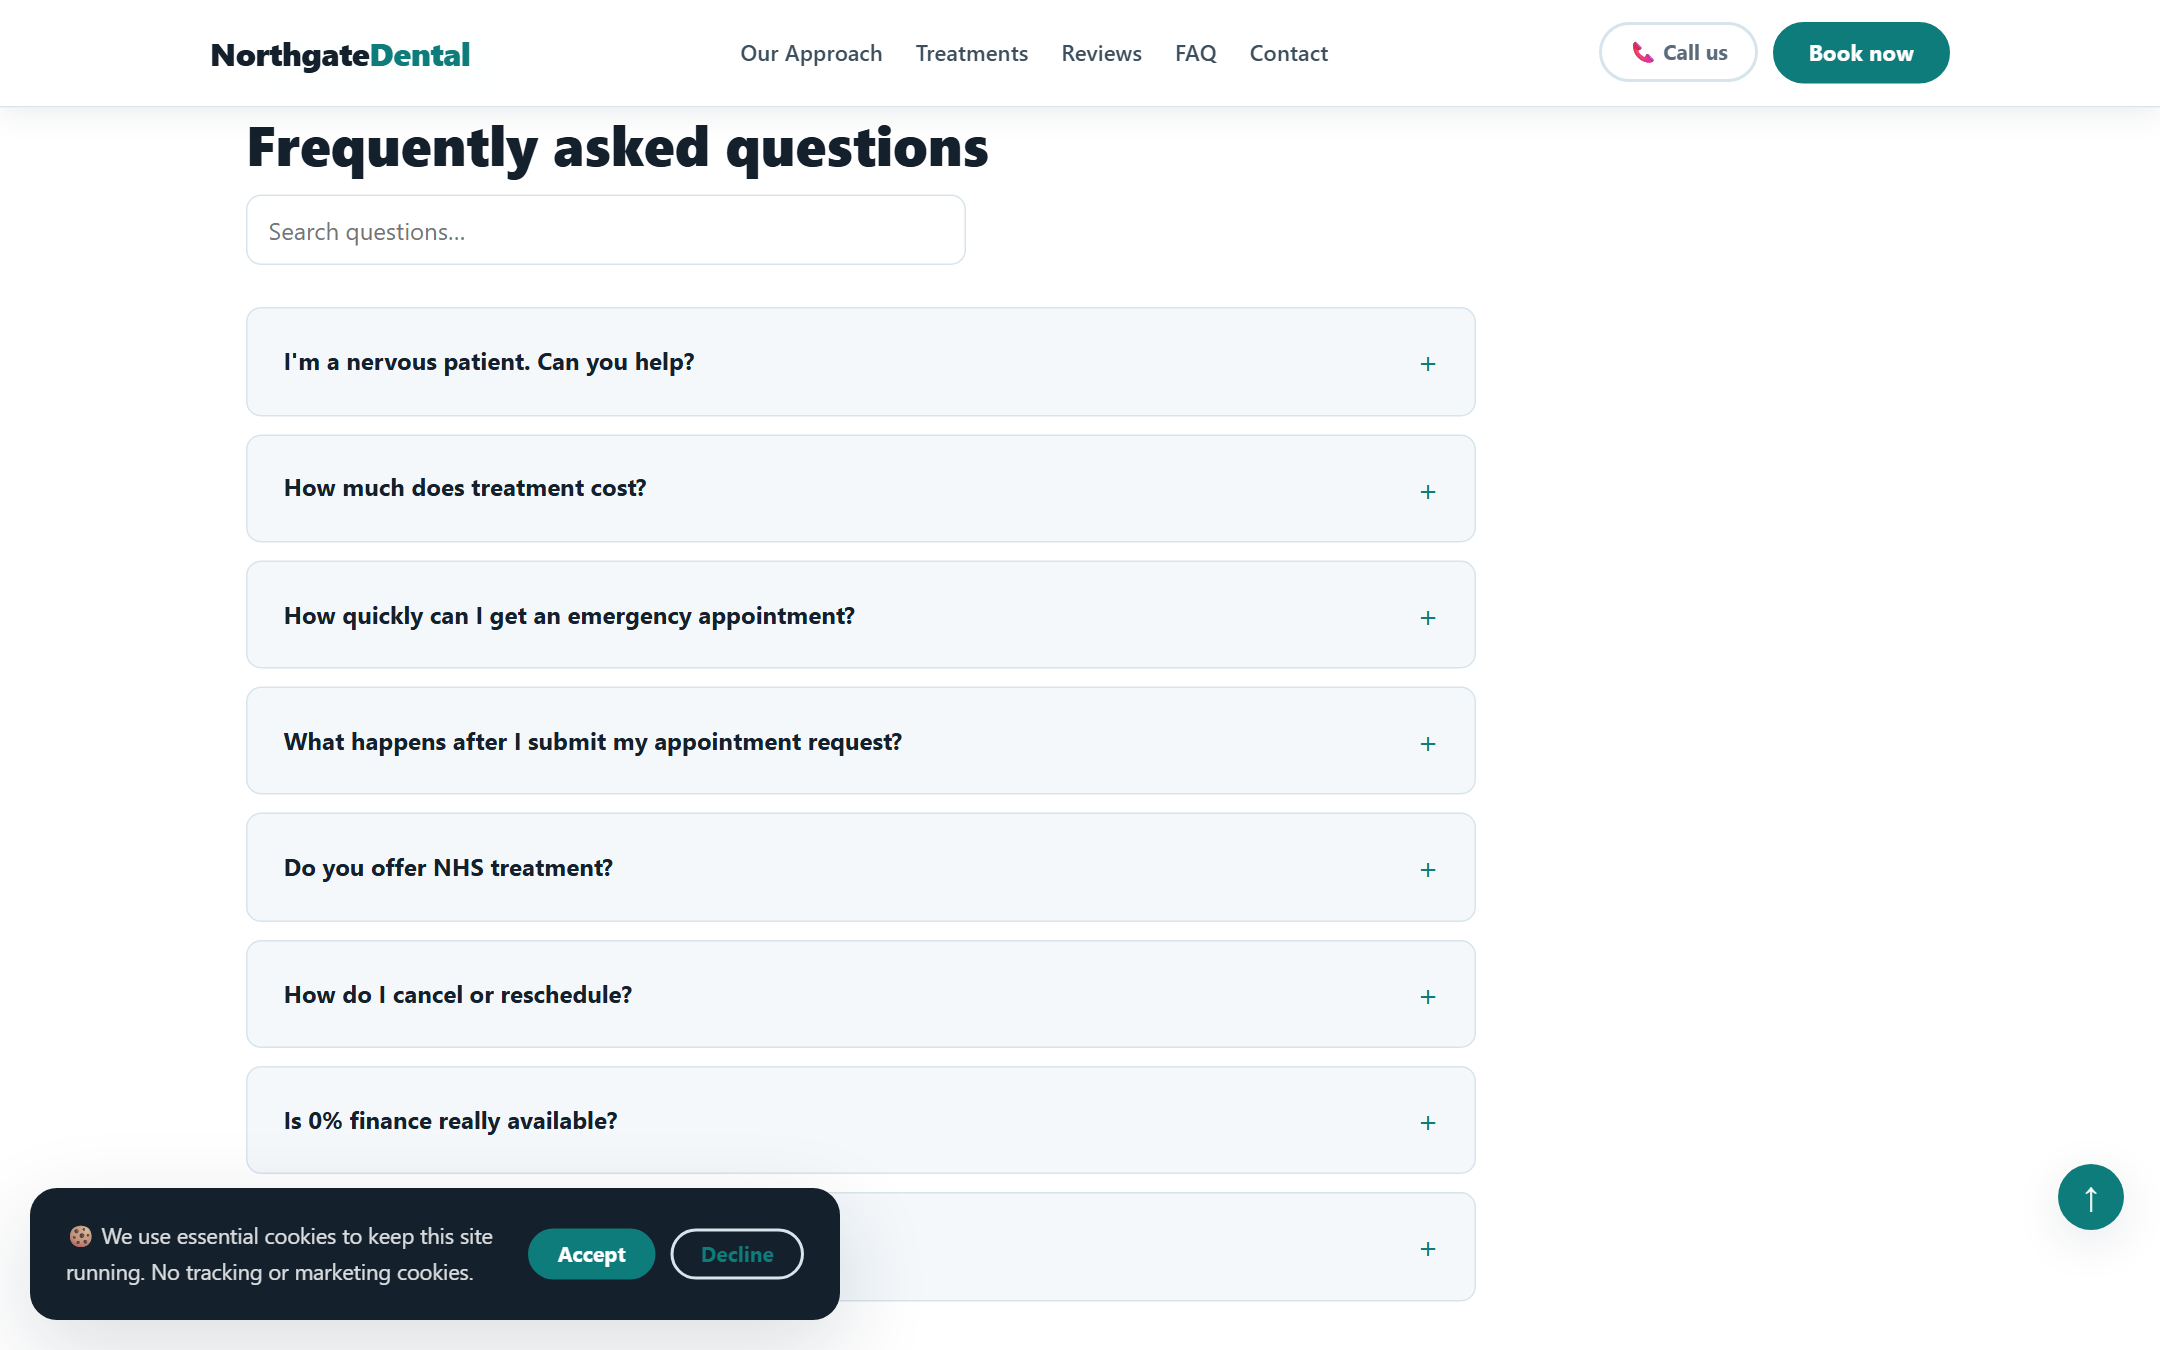 NorthgateDental
Our Approach Treatments Reviews FAQ Contact
Call us
Book now
Frequently asked questions
Search questions...
I'm a nervous patient. Can you help? +
How much does treatment cost? +
How quickly can I get an emergency appointment? +
What happens after I submit my appointment request? +
Do you offer NHS treatment? +
How do I cancel or reschedule? +
Is 0% finance really available? +
+
We use essential cookies to keep this site
running. No tracking or marketing cookies.
Accept
Decline
↑